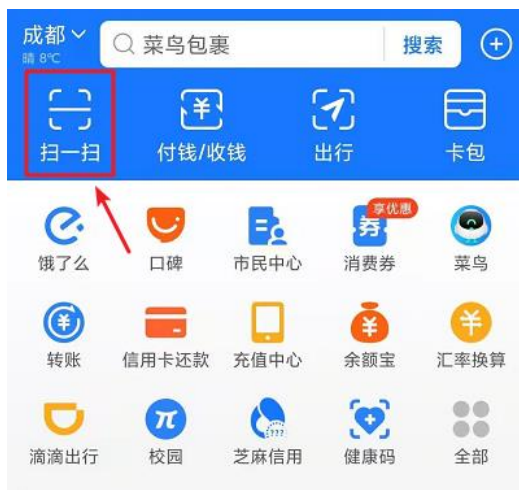 成都
菜鸟包裹
搜索
晴 8℃
扫一扫
付钱/收钱
出行
卡包
享优惠
券
饿了么
口碑
市民中心
消费券
菜鸟
转账
信用卡还款
充值中心
余额宝
汇率换算
滴滴出行
校园
芝麻信用
健康码
全部